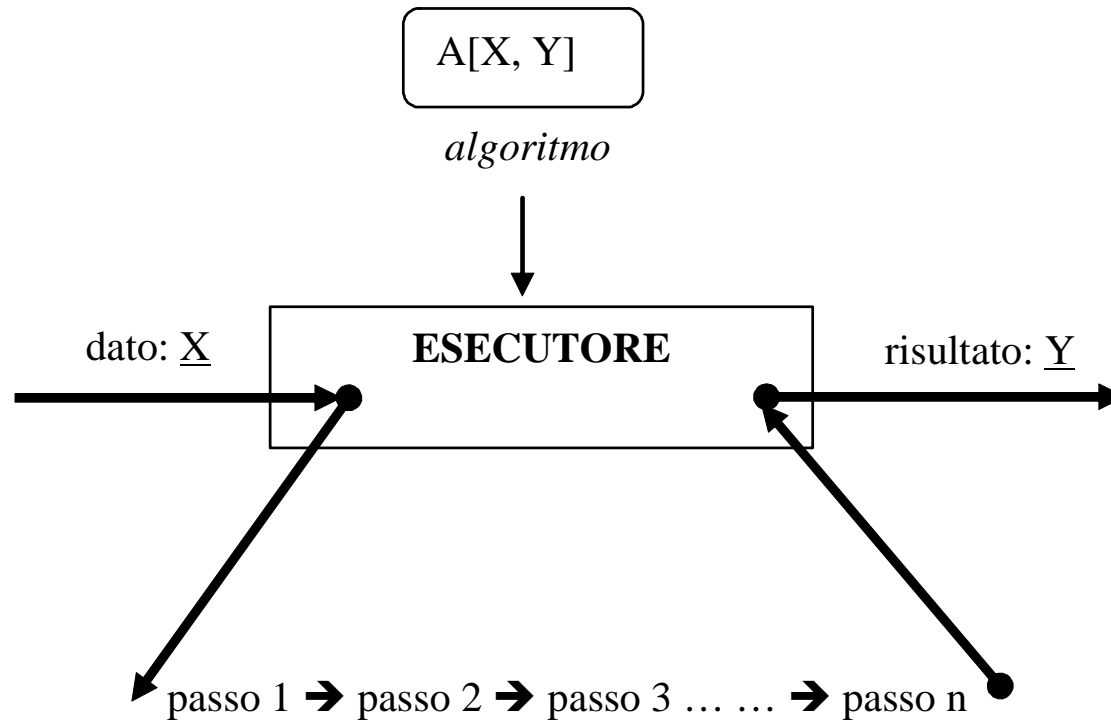 A[X, Y]
algoritmo
dato: X
ESECUTORE
risultato: Y
passo 1 ➔ passo 2 ➔ passo 3 … … ➔ passo n